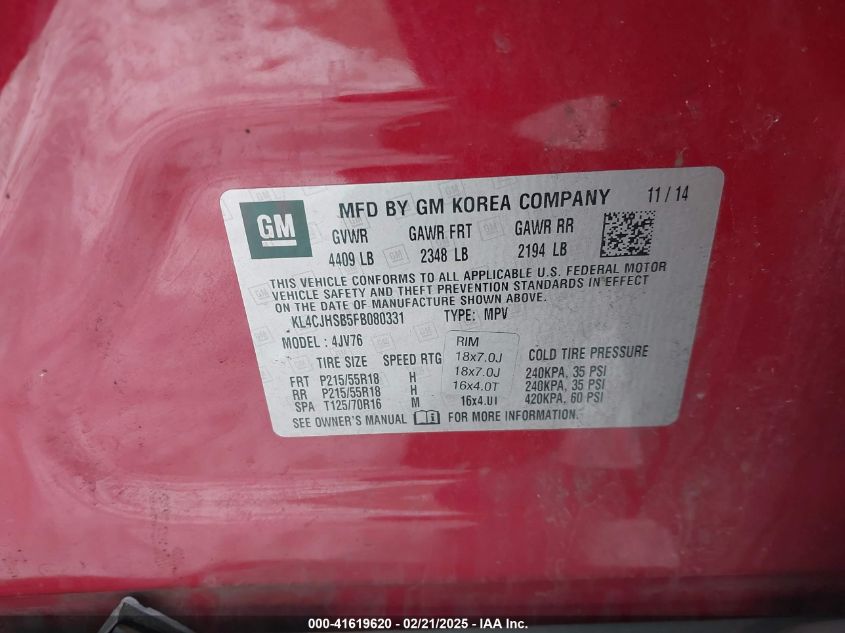 GM
MFD BY GM KOREA COMPANY 11 / 14
GVWR GAWR FRT GAWR RR
4409 LB 2348 LB 2194 LB
THIS VEHICLE CONFORMS TO ALL APPLICABLE U.S. FEDERAL MOTOR
VEHICLE SAFETY AND THEFT PREVENTION STANDARDS IN EFFECT
ON THE DATE OF MANUFACTURE SHOWN ABOVE.
KL4CJHSB5FB080331 TYPE: MPV
MODEL: 4JV76
TIRE SIZE SPEED RTG RIM COLD TIRE PRESSURE
18x7.0J
FRT P215/55R18 H 18x7.0J 240KPA, 35 PSI
RR P215/55R18 H 16x4.0T 240KPA, 35 PSI
SPA T125/70R16 M 16x4.0T 420KPA, 60 PSI
SEE OWNER'S MANUAL FOR MORE INFORMATION.
000-41619620 - 02/21/2025 - IAA Inc.